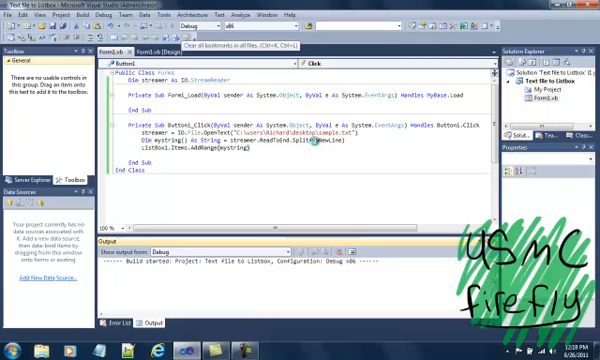 Text file to Listbox - Microsoft Visual Studio (Administrator)
File Edit View Project Build Debug Team Data Tools Architecture Test Analyze Window Help
Debug x86
Clear all bookmarks in all files. (Ctrl+K, Ctrl+L)
Toolbox
General
There are no usable controls in this group. Drag an item onto this text to add it to the toolbox.
Data Sources Toolbox
Data Sources
Your project currently has no data sources associated with it. Add a new data source, then data-bind items by dragging from this window onto forms.
Add New Data Source...
Form1.vb Form1.vb [Design]
Button1 Click
Public Class Form1
Dim streamer As IO.StreamReader
Private Sub Form1_Load(ByVal sender As System.Object, ByVal e As System.EventArgs) Handles MyBase.Load
End Sub
Private Sub Button1_Click(ByVal sender As System.Object, ByVal e As System.EventArgs) Handles Button1.Click
streamer = IO.File.OpenText("C:\users\Richard\desktop\sample.txt")
Dim mystring() As String = streamer.ReadToEnd.Split(
ListBox1.Items.AddRange(mystring)
End Sub
End Class
100 %
Output
Show output from: Debug
------ Build started: Project: Text file to Listbox, Configuration: Debug x86
Error List Output
Solution Explorer
Solution 'Text file to Listbox' (1
Text file to Listbox
My Project
Form1.vb
Solut... Tea... Class...
Properties
USMC
firefly
12:18 PM
8/26/2011